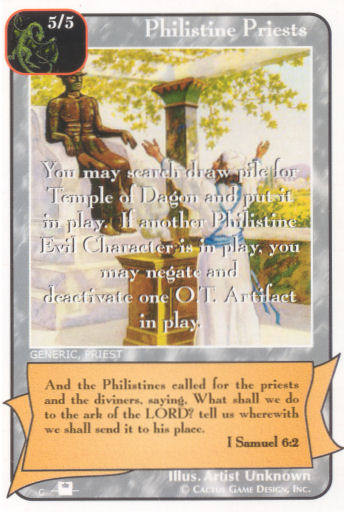 5/5
Philistine Priests
You may search draw pile for
Temple of Dagon and put it
in play. If another Philistine
Evil Character is in play, you
may negate and
deactivate one O.T. Artifact
in play.
GENERIC, PRIEST
And the Philistines called for the priests
and the diviners, saying, What shall we do
to the ark of the LORD? tell us wherewith
we shall send it to his place.
I Samuel 6:2
Illus. Artist Unknown
© CACTUS GAME DESIGN, INC.